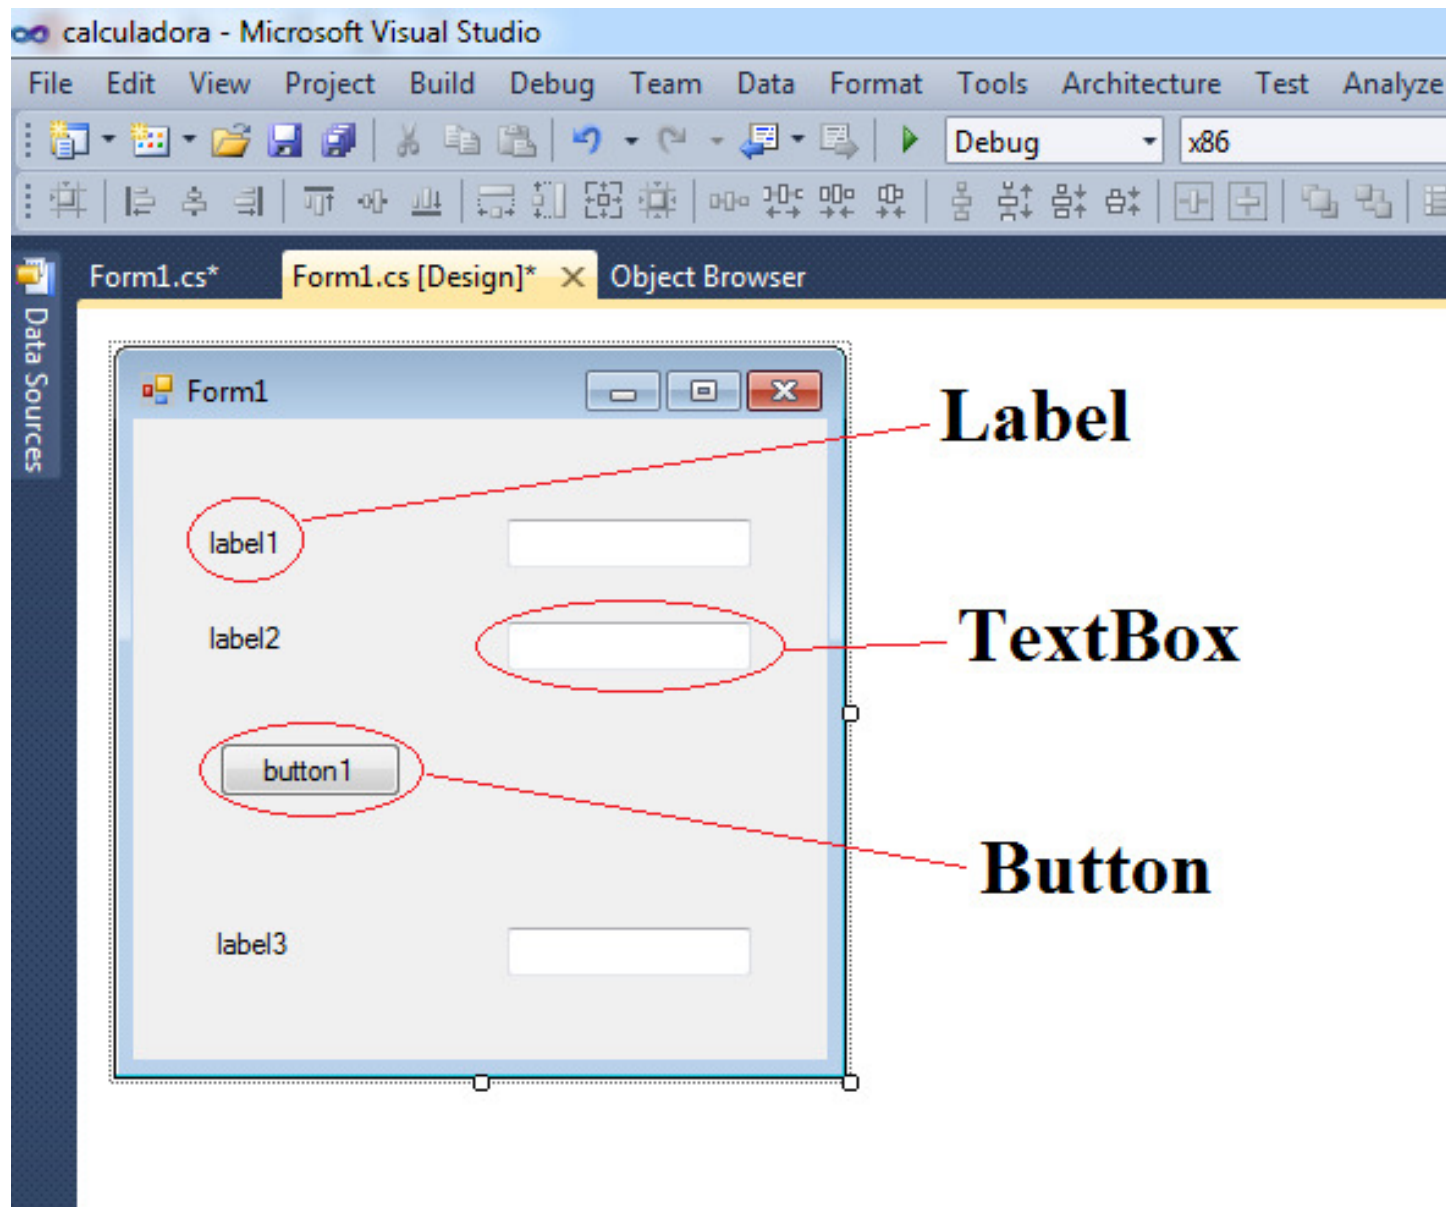 calculadora - Microsoft Visual Studio
File Edit View Project Build Debug Team Data Format Tools Architecture Test Analyze
Debug x86
Form1.cs* Form1.cs [Design]* Object Browser
Data Sources
Form1
Label
label1
label2
TextBox
button1
Button
label3